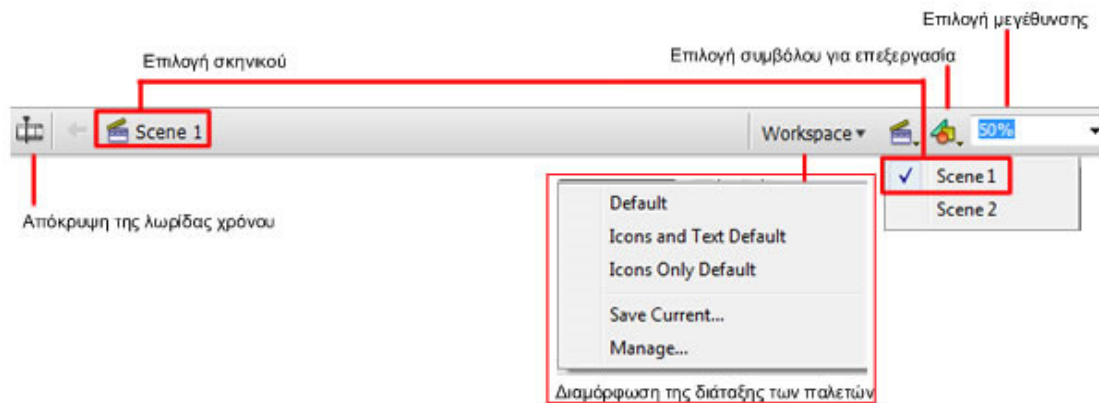 Επιλογή μεγέθυνσης
Επιλογή σκηνικού
Επιλογή συμβόλου για επεξεργασία
Scene 1
Workspace
50%
Scene 1
Scene 2
Απόκρυψη της λωρίδας χρόνου
Default
Icons and Text Default
Icons Only Default
Save Current...
Manage...
Διαμόρφωση της διάταξης των παλετών